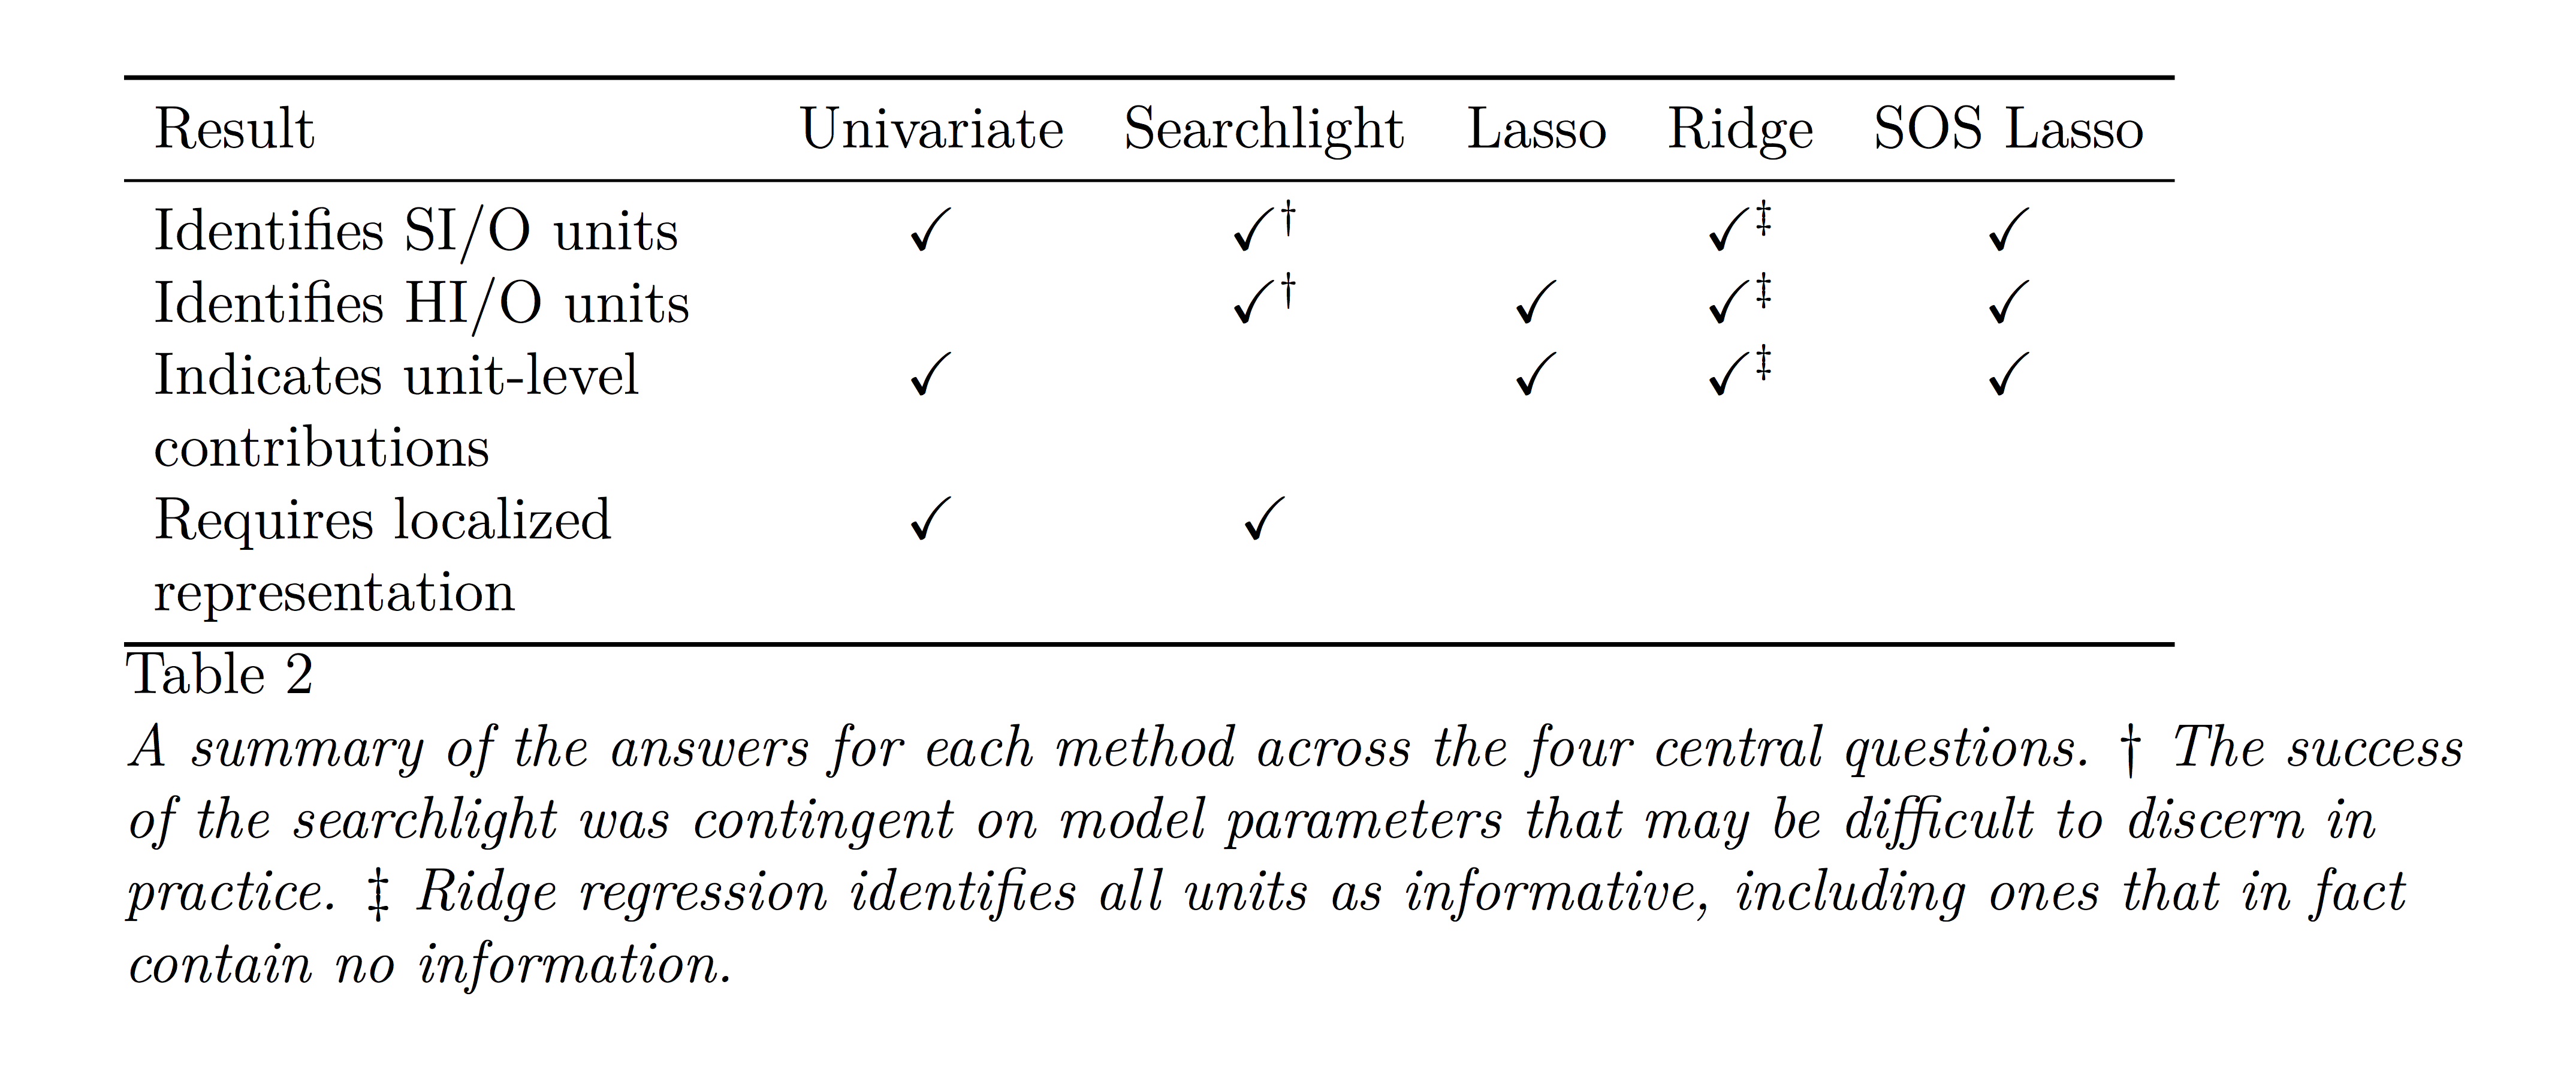 Result Univariate Searchlight Lasso Ridge SOS Lasso
Identifies SI/O units ✓ ✓† ✓‡ ✓
Identifies HI/O units ✓† ✓ ✓‡ ✓
Indicates unit-level ✓ ✓ ✓‡ ✓
contributions
Requires localized ✓ ✓
representation
Table 2
A summary of the answers for each method across the four central questions. † The success
of the searchlight was contingent on model parameters that may be difficult to discern in
practice. ‡ Ridge regression identifies all units as informative, including ones that in fact
contain no information.